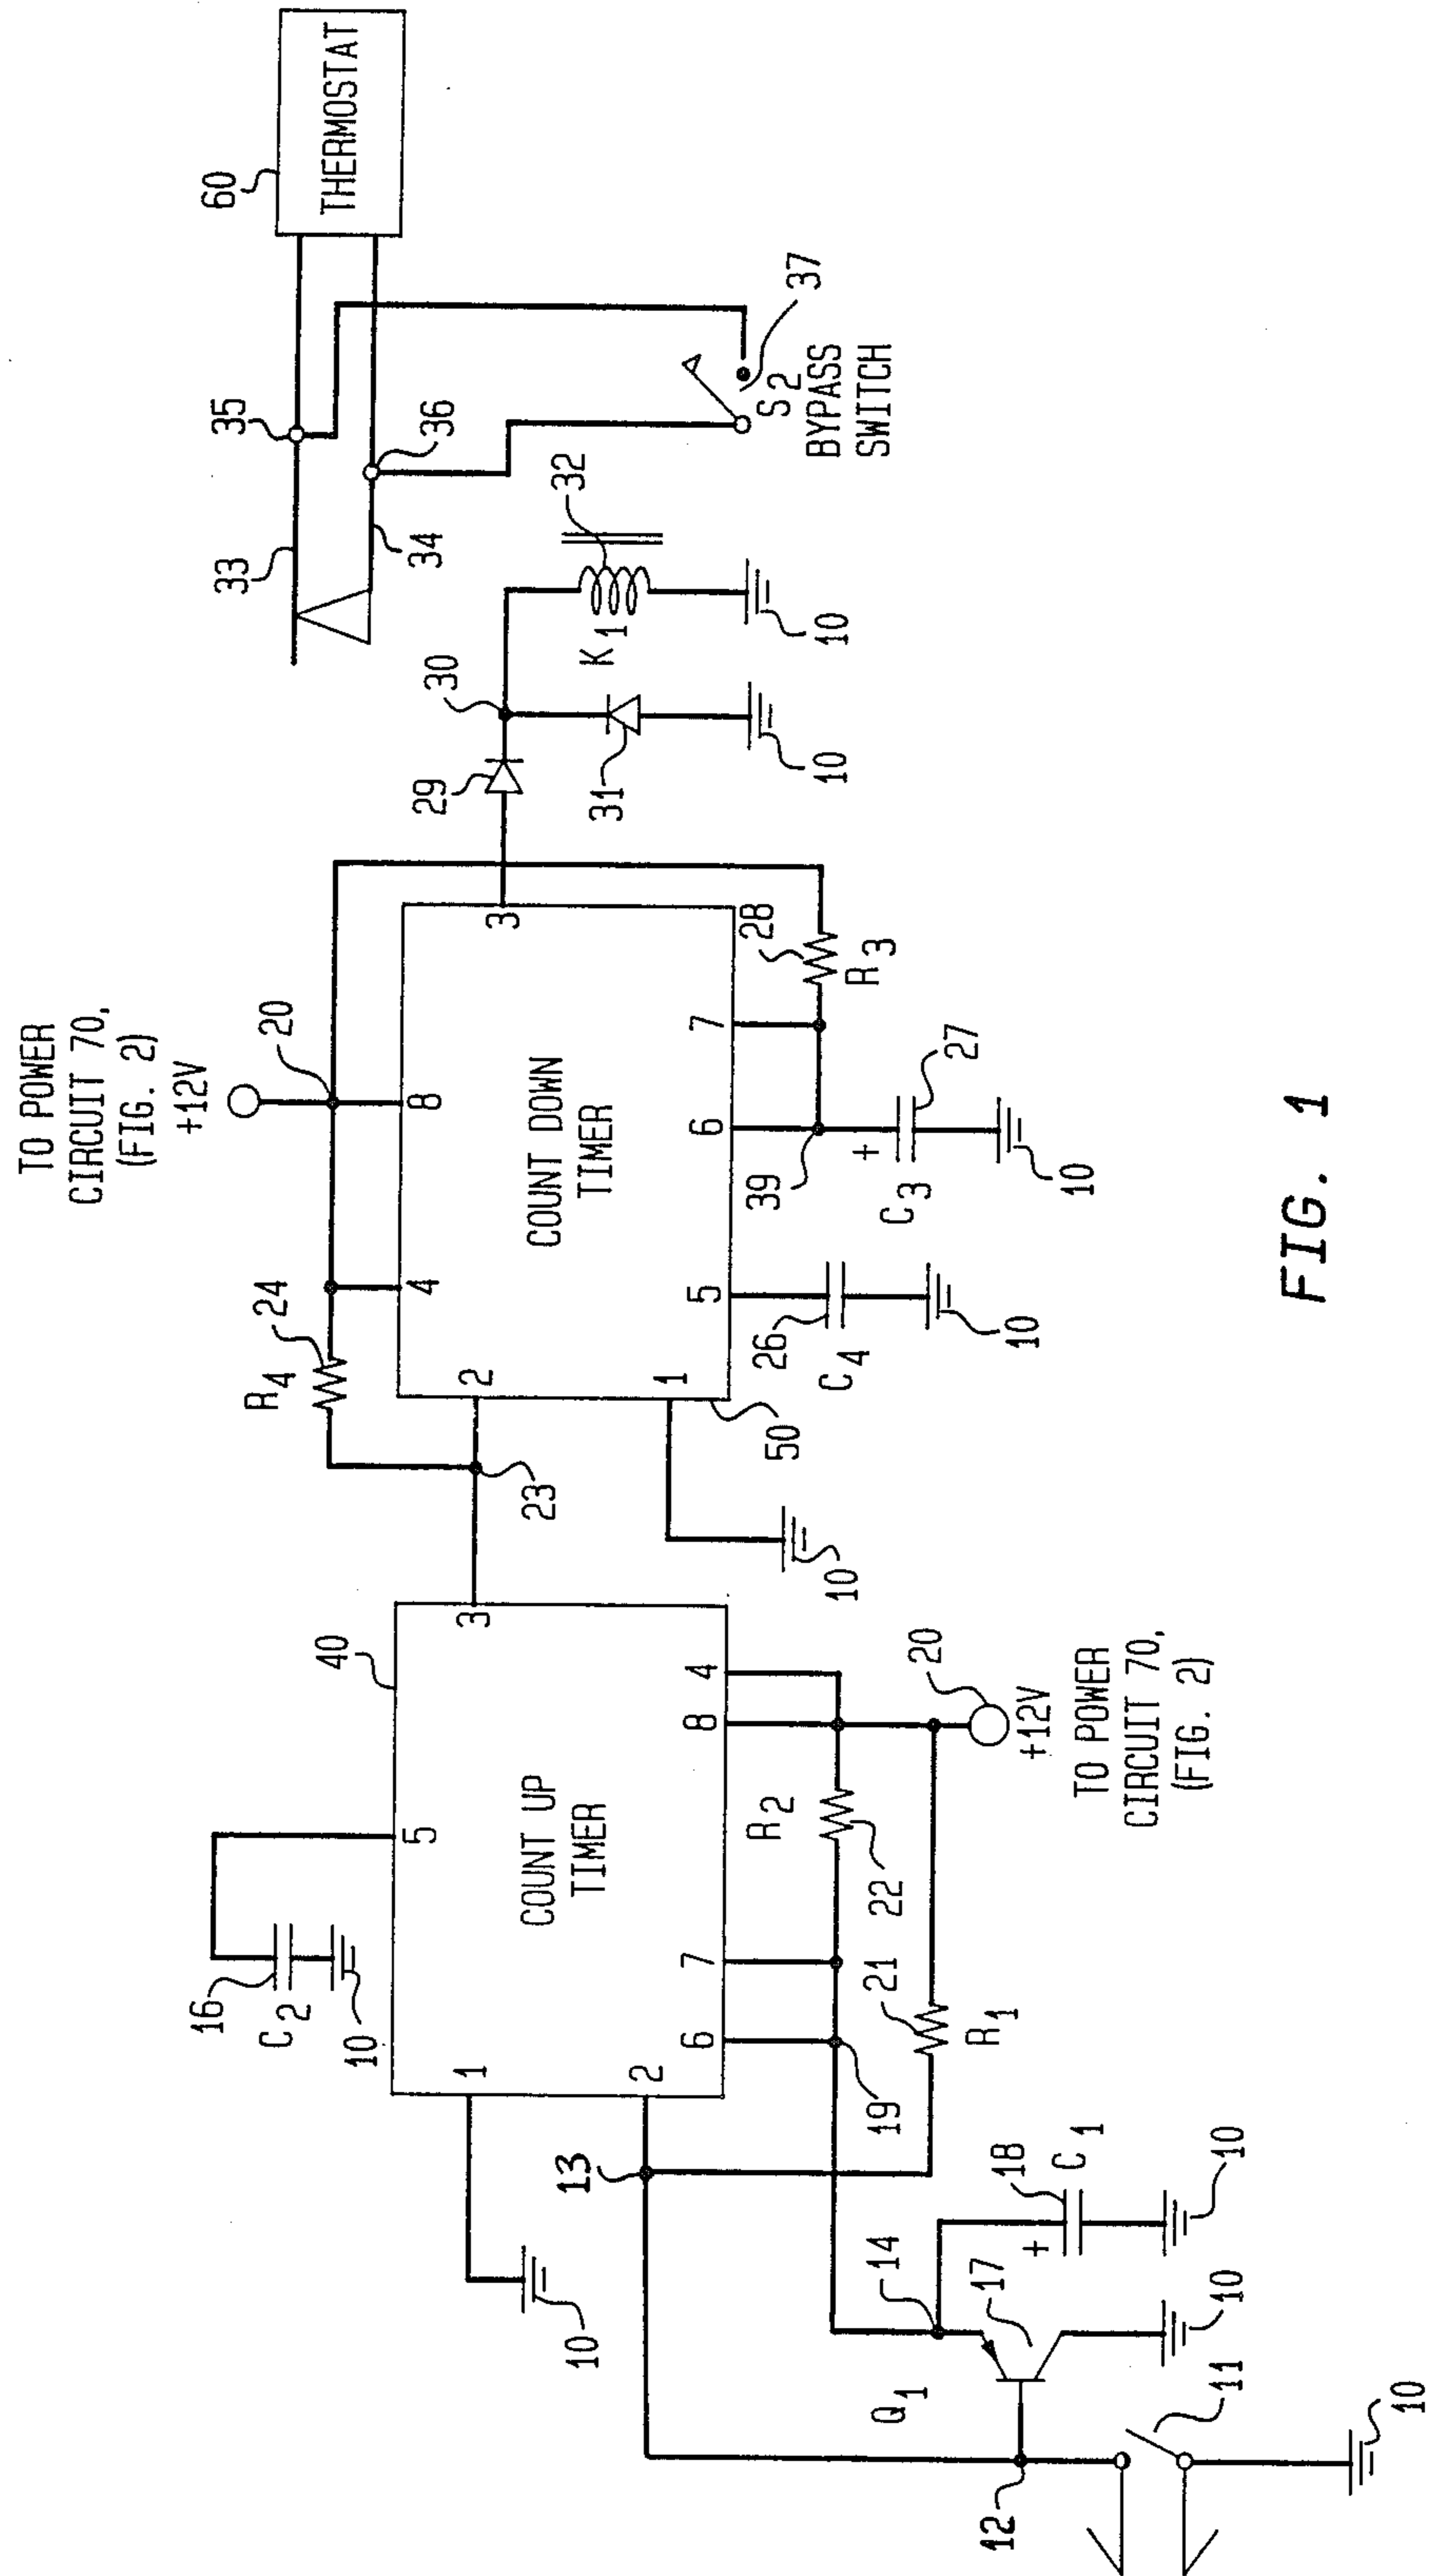 TO POWER
CIRCUIT 70,
(FIG. 2)
+12V
20
60
THERMOSTAT
35
33
36
34
37
S2
BYPASS
SWITCH
32
K1
30
29
31
10
10
R4
24
4
8
2
3
COUNT DOWN
TIMER
1
5
6
7
50
23
28
R3
39
27
+
C3
10
26
C4
10
10
16
C2
10
40
5
3
1
COUNT UP
TIMER
2
6
7
8
4
R2
22
20
+12V
TO POWER
CIRCUIT 70,
(FIG. 2)
21
R1
19
13
10
14
18
C1
+
10
17
Q1
10
12
11
10
FIG. 1